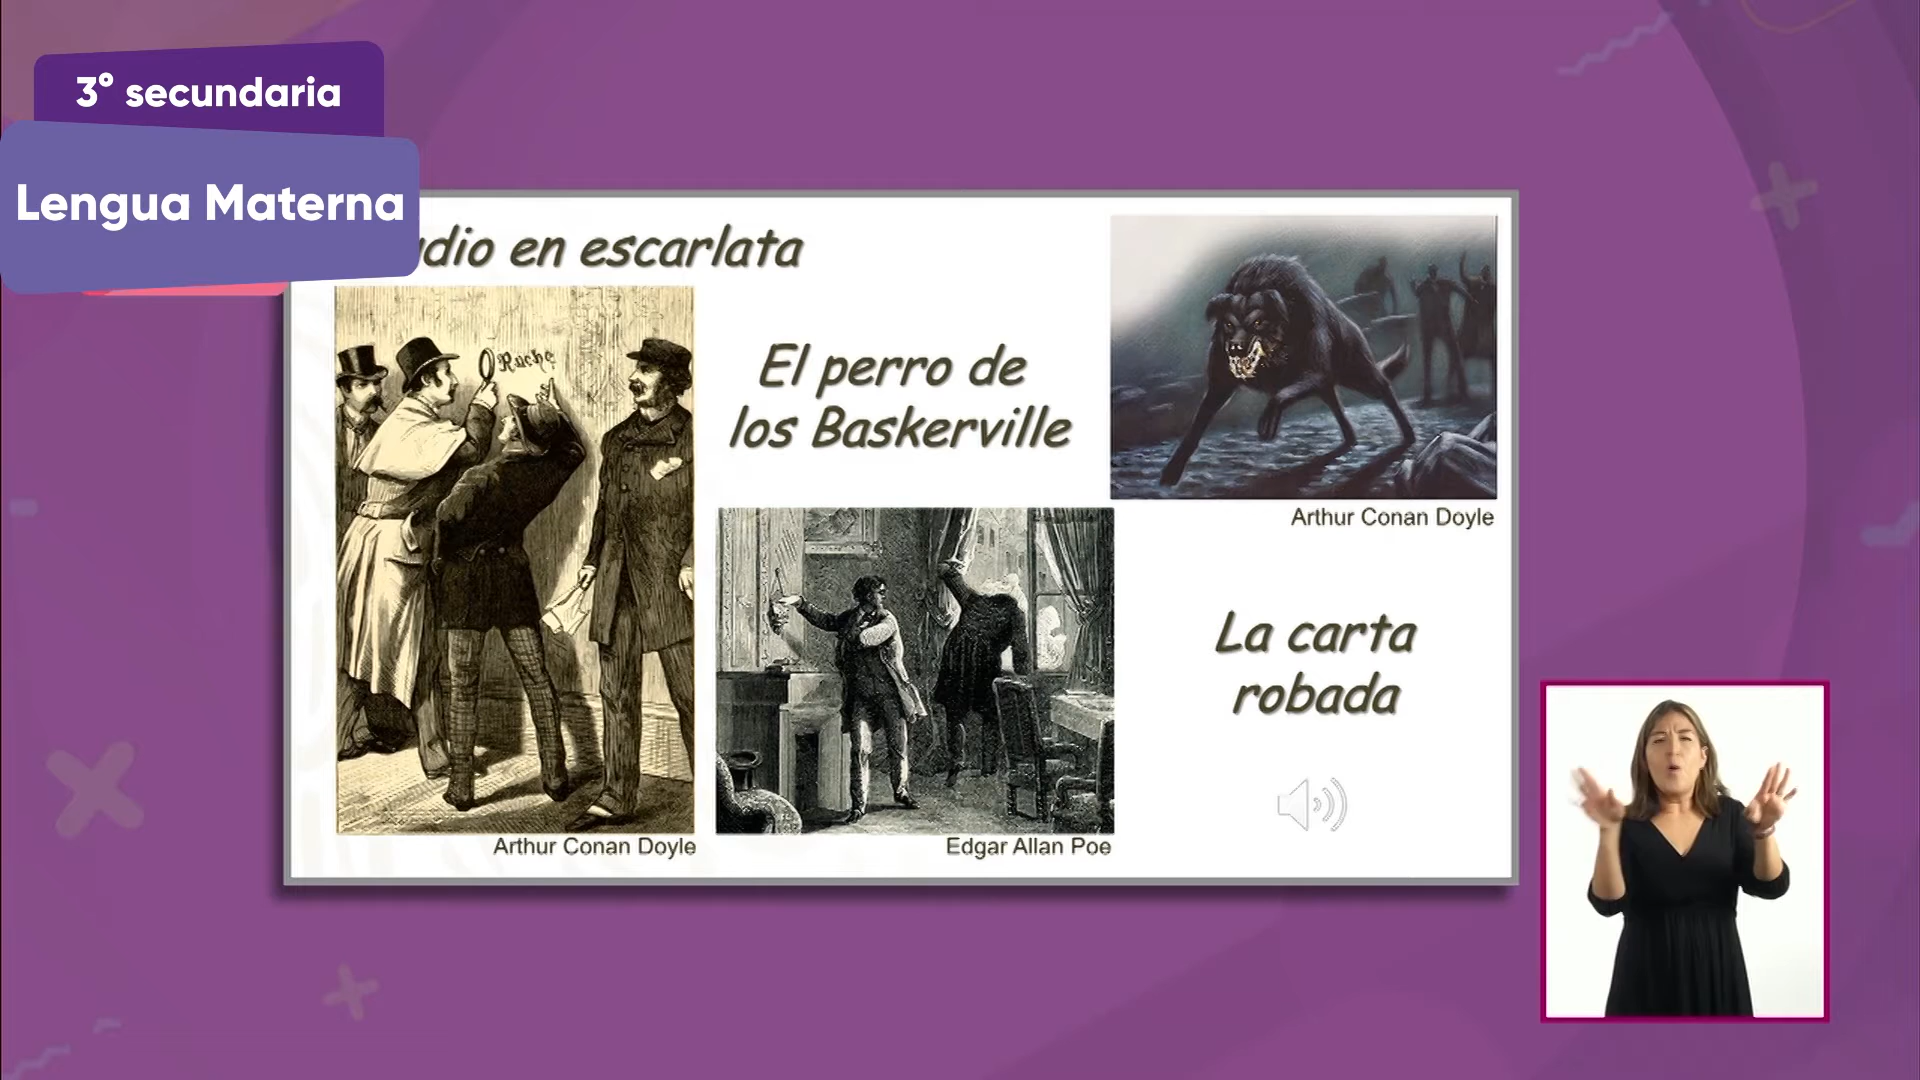 3° secundaria
Lengua Materna
en escarlata
El perro de
los Baskerville
Rache
Arthur Conan Doyle
La carta
robada
Arthur Conan Doyle
Edgar Allan Poe